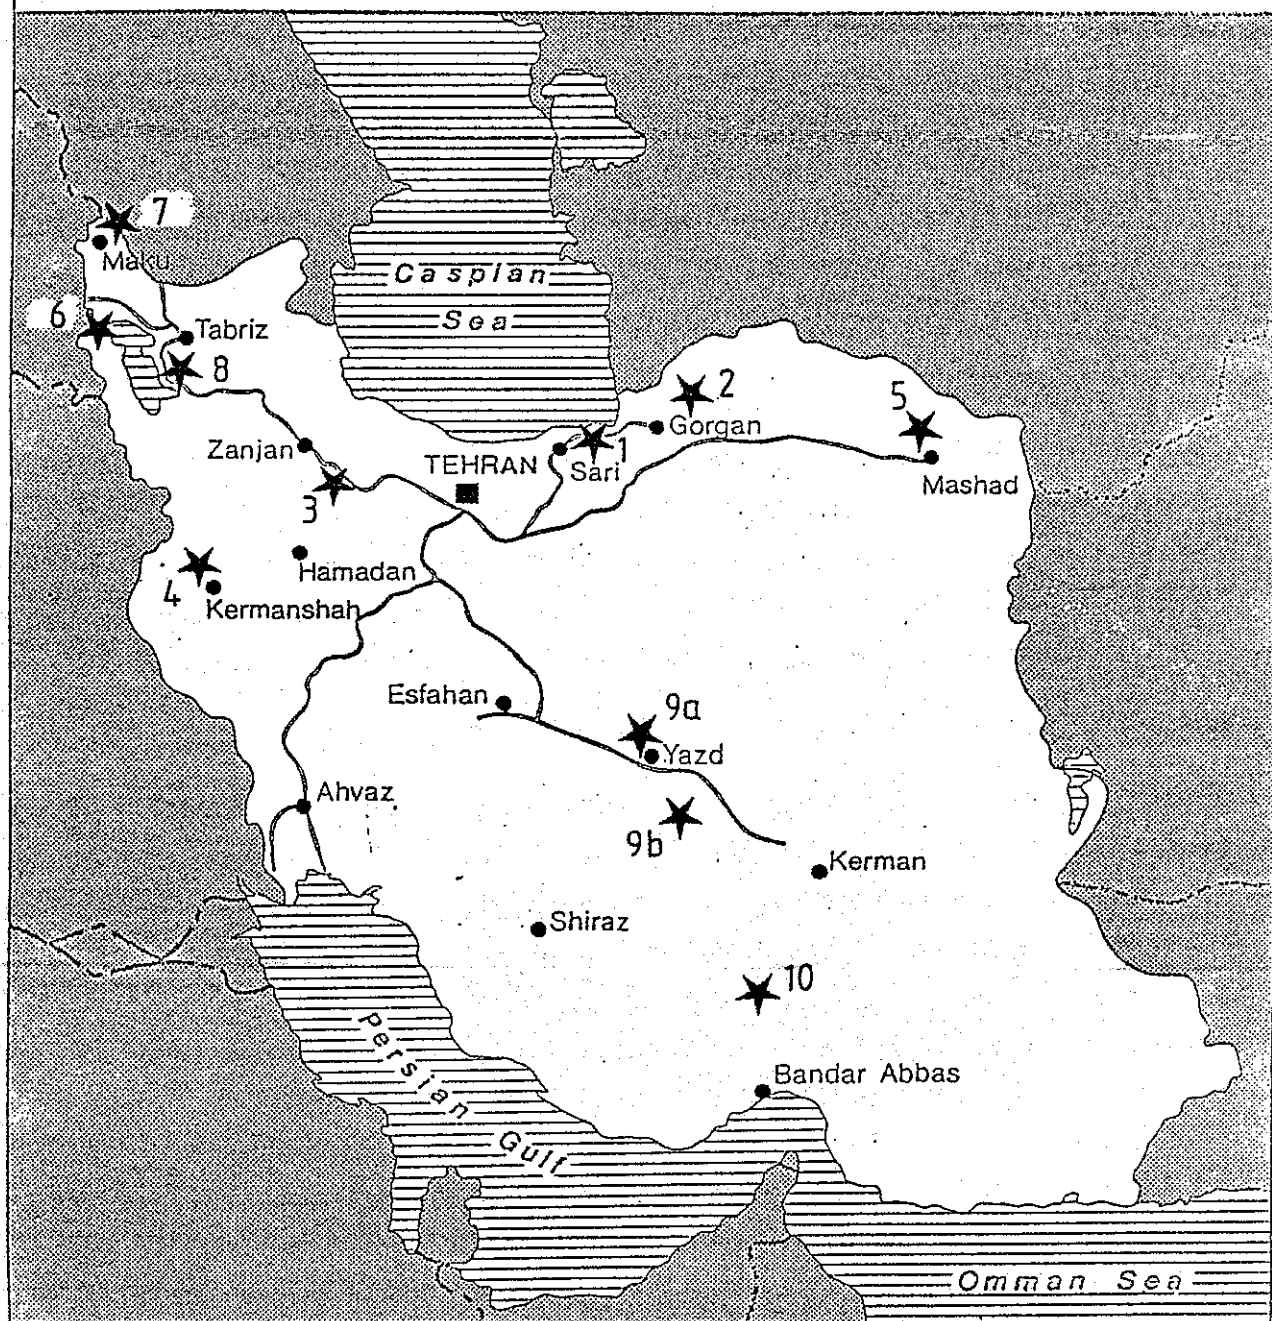 7
Maku
Caspian
Sea
6
Tabriz
8
2
5
Gorgan
Zanjan
TEHRAN
1
Sari
Mashad
3
Hamadan
4
Kermanshah
Esfahan
9a
Yazd
Ahvaz
9b
Kerman
Shiraz
10
Persian Gulf
Bandar Abbas
Omman Sea